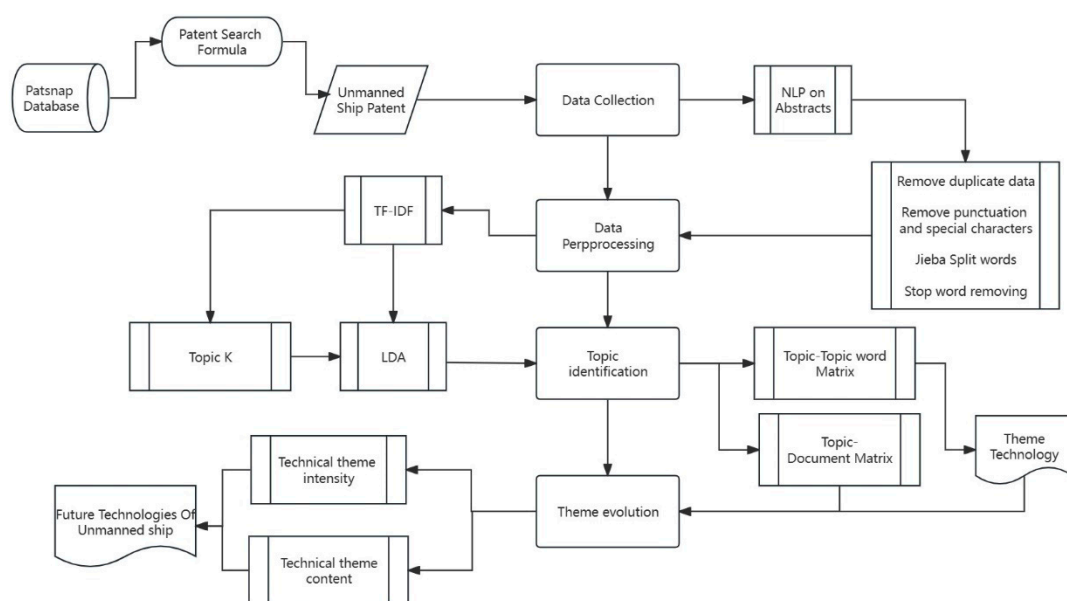 Patent Search
Formula
Patsnap
Database
Unmanned
Ship Patent
Data Collection
NLP on
Abstracts
Remove duplicate data
Remove punctuation
and special characters
Jieba Split words
Stop word removing
TF-IDF
Data
Perpprocessing
Topic K
LDA
Topic
identification
Topic-Topic word
Matrix
Topic-
Document Matrix
Theme
Technology
Technical theme
intensity
Future Technologies Of
Unmanned ship
Theme evolution
Technical theme
content